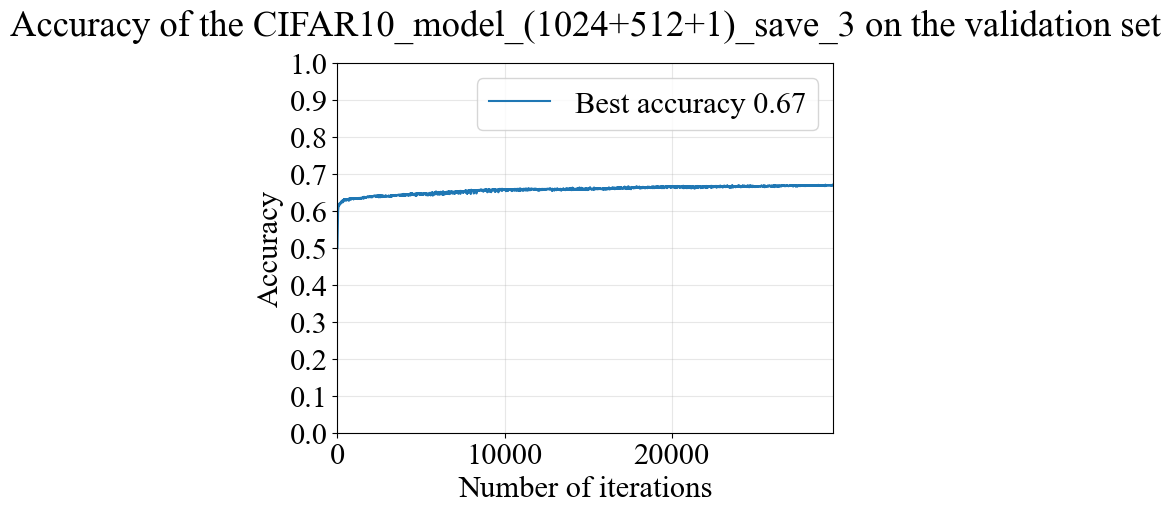 Accuracy of the CIFAR10_model_(1024+512+1)_save_3 on the validation set
Best accuracy 0.67
1.0
0.9
0.8
0.7
0.6
0.5
0.4
0.3
0.2
0.1
0.0
Accuracy
0 10000 20000
Number of iterations